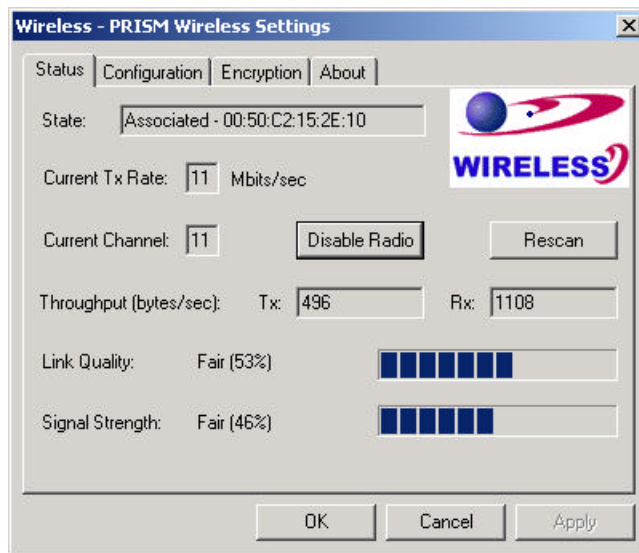 Wireless - PRISM Wireless Settings
Status Configuration Encryption About
State: Associated - 00:50:C2:15:2E:10
WIRELESS
Current Tx Rate: 11 Mbits/sec
Current Channel: 11 Disable Radio Rescan
Throughput (bytes/sec): Tx: 496 Rx: 1108
Link Quality: Fair (53%)
Signal Strength: Fair (46%)
OK Cancel Apply